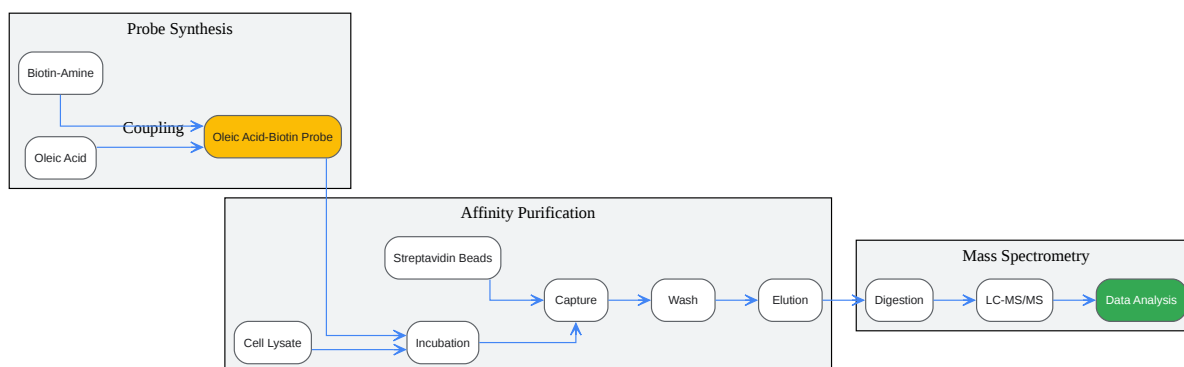 Probe Synthesis
Biotin-Amine
Coupling
Oleic Acid-Biotin Probe
Oleic Acid
Affinity Purification
Streptavidin Beads
Capture
Wash
Elution
Cell Lysate
Incubation
Mass Spectrometry
Digestion
LC-MS/MS
Data Analysis